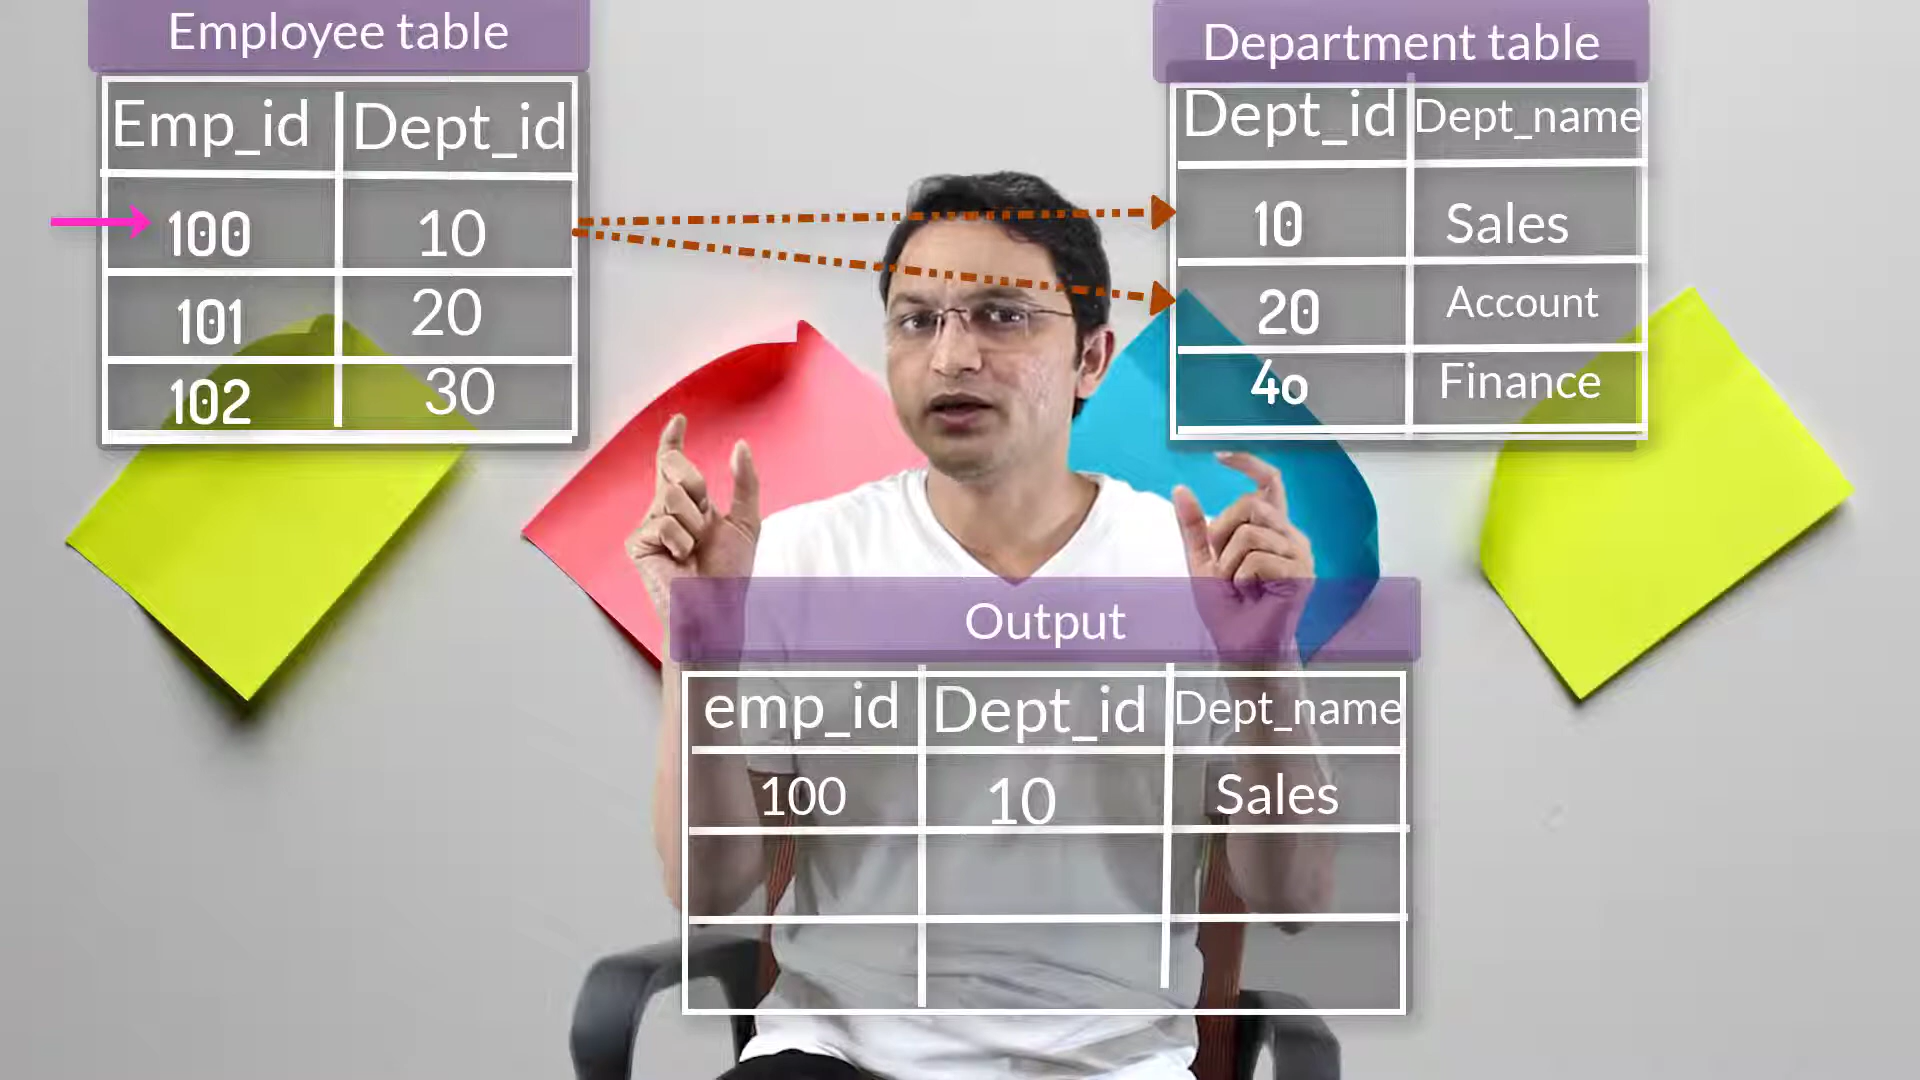 Employee table
Emp_id Dept_id
100 10
101 20
102 30
Department table
Dept_id Dept_name
10 Sales
20 Account
4o Finance
Output
emp_id Dept_id Dept_name
100 10 Sales